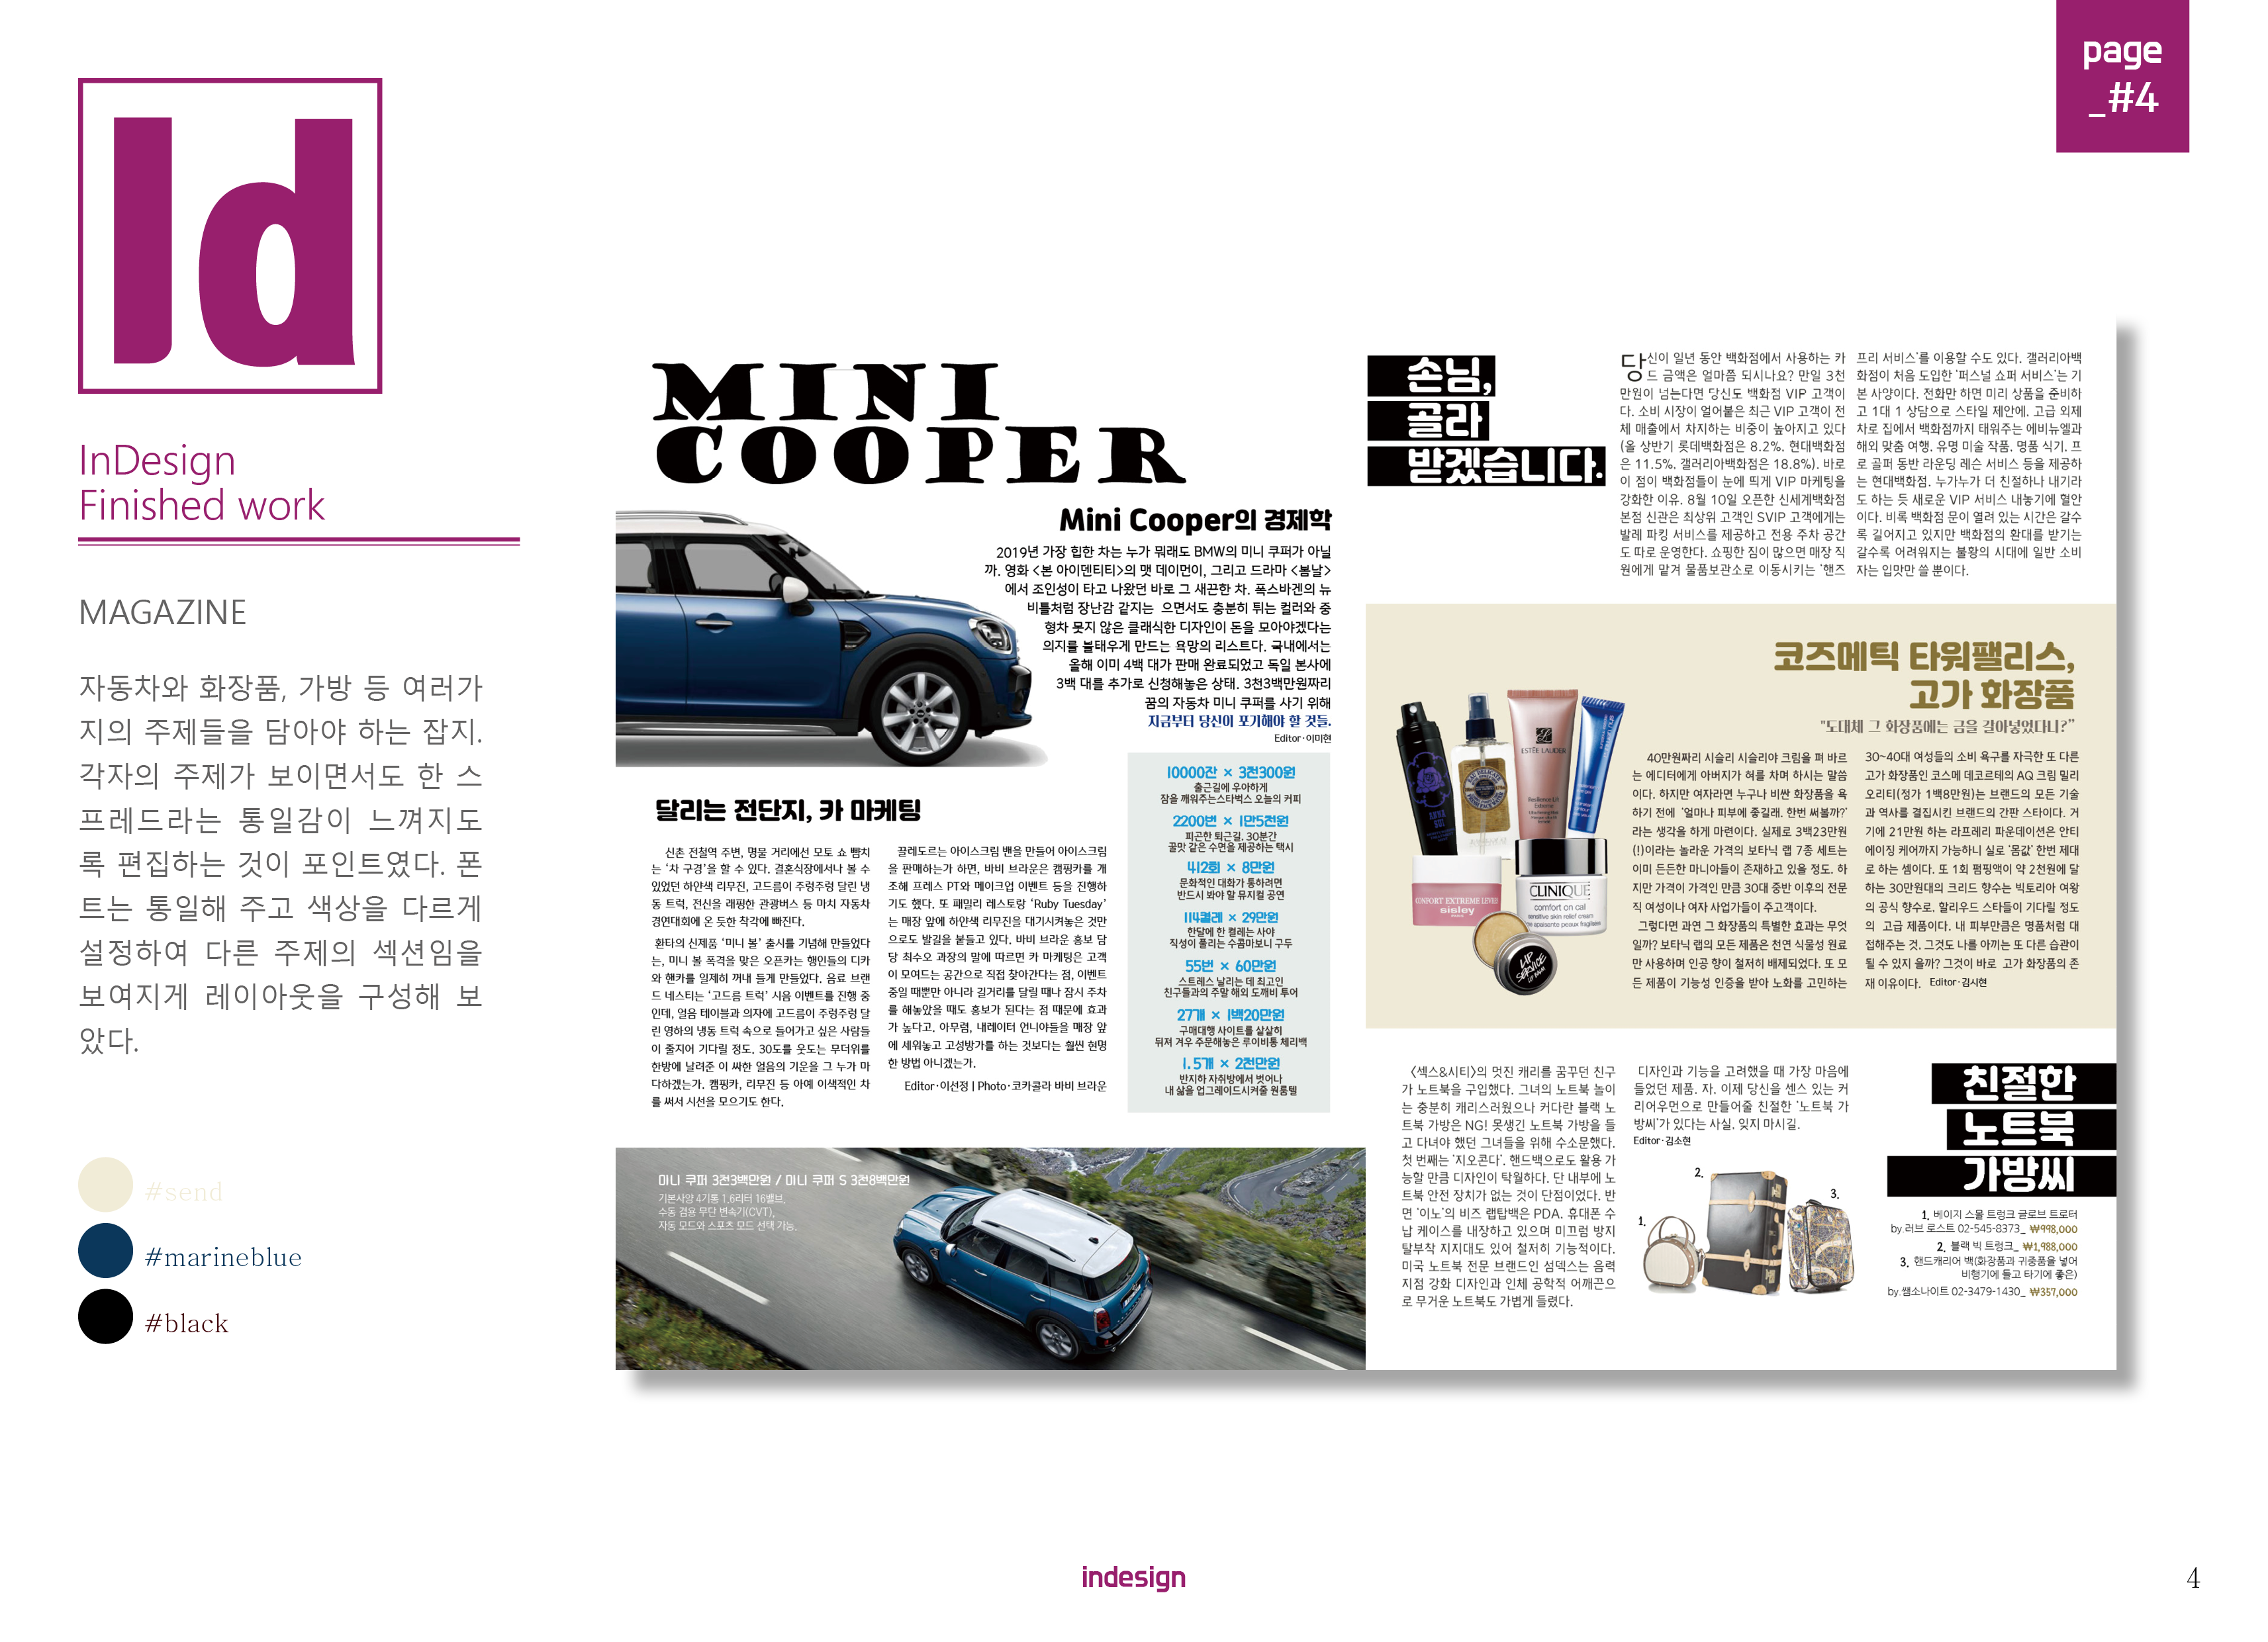 page
_#4
Id
InDesign
Finished work
MAGAZINE
자동차와 화장품, 가방 등 여러가
지의 주제들을 담아야 하는 잡지.
각자의 주제가 보이면서도 한 스
프레드라는 통일감이 느껴지도
록 편집하는 것이 포인트였다. 폰
트는 통일해 주고 색상을 다르게
설정하여 다른 주제의 섹션임을
보여지게 레이아웃을 구성해 보
았다.
#send
#marineblue
#black
MINI
COOPER
Mini Cooper의 경제학
2019년 가장 힙한 차는 누가 뭐래도 BMW의 미니 쿠퍼가 아닐
까. 영화 <본 아이덴티티>의 맷 데이먼이, 그리고 드라마 <봄날>
에서 조인성이 타고 나왔던 바로 그 새끈한 차. 폭스바겐의 뉴
비틀처럼 장난감 같지는 으면서도 충분히 튀는 컬러와 중
형차 못지 않은 클래식한 디자인이 돈을 모아야겠다는
의지를 불태우게 만드는 욕망의 리스트다. 국내에서는
올해 이미 4백 대가 판매 완료되었고 독일 본사에
3백 대를 추가로 신청해놓은 상태. 3천3백만원짜리
꿈의 자동차 미니 쿠퍼를 사기 위해
지금부터 당신이 포기해야 할 것들.
Editor·이미현
10000잔 × 3천300원
출근길에 우아하게
잠을 깨워주는스타벅스 오늘의 커피
2200번 × 1만5천원
피곤한 퇴근길, 30분간
꿀맛 같은 수면을 제공하는 택시
412회 × 8만원
문화적인 대화가 통하려면
반드시 봐야 할 뮤지컬 공연
114켤레 × 29만원
한달에 한 켤레는 사야
직성이 풀리는 수콤마보니 구두
55번 × 60만원
스트레스 날리는 데 최고인
친구들과의 주말 해외 도깨비 투어
27개 × 1백20만원
구매대행 사이트를 샅샅히
뒤져 겨우 주문해놓은 루이비통 체리백
1.5개 × 2천만원
반지하 자취방에서 벗어나
내 삶을 업그레이드시켜줄 원룸텔
달리는 전단지, 카 마케팅
신촌 전철역 주변, 명물 거리에선 모토 쇼 뺨치
는 ‘차 구경’을 할 수 있다. 결혼식장에서나 볼 수
있었던 하얀색 리무진, 고드름이 주렁주렁 달린 냉
동 트럭, 전신을 래핑한 관광버스 등 마치 자동차
경연대회에 온 듯한 착각에 빠진다.
환타의 신제품 ‘미니 볼’ 출시를 기념해 만들었다
는, 미니 볼 폭격을 맞은 오픈카는 행인들의 디카
와 핸카를 일제히 꺼내 들게 만들었다. 음료 브랜
드 네스티는 ‘고드름 트럭’ 시음 이벤트를 진행 중
인데, 얼음 테이블과 의자에 고드름이 주렁주렁 달
린 영하의 냉동 트럭 속으로 들어가고 싶은 사람들
이 줄지어 기다릴 정도. 30도를 웃도는 무더위를
한방에 날려준 이 싸한 얼음의 기운을 그 누가 마
다하겠는가. 캠핑카, 리무진 등 아예 이색적인 차
를 써서 시선을 모으기도 한다.
끌레도르는 아이스크림 밴을 만들어 아이스크림
을 판매하는가 하면, 바비 브라운은 캠핑카를 개
조해 프레스 PT와 메이크업 이벤트 등을 진행하
기도 했다. 또 패밀리 레스토랑 ‘Ruby Tuesday’
는 매장 앞에 하얀색 리무진을 대기시켜놓은 것만
으로도 발길을 붙들고 있다. 바비 브라운 홍보 담
당 최수오 과장의 말에 따르면 카 마케팅은 고객
이 모여드는 공간으로 직접 찾아간다는 점, 이벤트
중일 때뿐만 아니라 길거리를 달릴 때나 잠시 주차
를 해놓았을 때도 홍보가 된다는 점 때문에 효과
가 높다고. 아무렴, 내레이터 언니야들을 매장 앞
에 세워놓고 고성방가를 하는 것보다는 훨씬 현명
한 방법 아니겠는가.
Editor·이선정 | Photo·코카콜라 바비 브라운
미니 쿠퍼 3천3백만원 / 미니 쿠퍼 S 3천8백만원
기본사양 4기통 1.6리터 16밸브,
수동 겸용 무단 변속기(CVT),
자동 모드와 스포츠 모드 선택 가능.
손님,
골라
받겠습니다.
당신이 일년 동안 백화점에서 사용하는 카
드 금액은 얼마쯤 되시나요? 만일 3천
만원이 넘는다면 당신도 백화점 VIP 고객이
다. 소비 시장이 얼어붙은 최근 VIP 고객이 전
체 매출에서 차지하는 비중이 높아지고 있다
(올 상반기 롯데백화점은 8.2%, 현대백화점
은 11.5%, 갤러리아백화점은 18.8%). 바로
이 점이 백화점들이 눈에 띄게 VIP 마케팅을
강화한 이유. 8월 10일 오픈한 신세계백화점
본점 신관은 최상위 고객인 SVIP 고객에게는
발레 파킹 서비스를 제공하고 전용 주차 공간
도 따로 운영한다. 쇼핑한 짐이 많으면 매장 직
원에게 맡겨 물품보관소로 이동시키는 ‘핸즈
프리 서비스’를 이용할 수도 있다. 갤러리아백
화점이 처음 도입한 ‘퍼스널 쇼퍼 서비스’는 기
본 사양이다. 전화만 하면 미리 상품을 준비하
고 1대 1 상담으로 스타일 제안에, 고급 외제
차로 집에서 백화점까지 태워주는 에비뉴엘과
해외 맞춤 여행, 유명 미술 작품, 명품 식기, 프
로 골퍼 동반 라운딩 레슨 서비스 등을 제공하
는 현대백화점. 누가누가 더 친절하나 내기라
도 하는 듯 새로운 VIP 서비스 내놓기에 혈안
이다. 비록 백화점 문이 열려 있는 시간은 갈수
록 길어지고 있지만 백화점의 환대를 받기는
갈수록 어려워지는 불황의 시대에 일반 소비
자는 입맛만 쓸 뿐이다.
코즈메틱 타워팰리스,
고가 화장품
"도대체 그 화장품에는 금을 갈아넣었다니?"
40만원짜리 시슬리 시슬리야 크림을 펴 바르
는 에디터에게 아버지가 혀를 차며 하시는 말씀
이다. 하지만 여자라면 누구나 비싼 화장품을 욕
하기 전에 ‘얼마나 피부에 좋길래. 한번 써볼까?’
라는 생각을 하게 마련이다. 실제로 3백23만원
(!)이라는 놀라운 가격의 보타닉 랩 7종 세트는
이미 든든한 마니아들이 존재하고 있을 정도. 하
지만 가격이 가격인 만큼 30대 중반 이후의 전문
직 여성이나 여자 사업가들이 주고객이다.
그렇다면 과연 그 화장품의 특별한 효과는 무엇
일까? 보타닉 랩의 모든 제품은 천연 식물성 원료
만 사용하며 인공 향이 철저히 배제되었다. 또 모
든 제품이 기능성 인증을 받아 노화를 고민하는
30~40대 여성들의 소비 욕구를 자극한 또 다른
고가 화장품인 코스메 데코르테의 AQ 크림 밀리
오리티(정가 1백8만원)는 브랜드의 모든 기술
과 역사를 결집시킨 브랜드의 간판 스타이다. 거
기에 21만원 하는 라프레리 파운데이션은 안티
에이징 케어까지 가능하니 실로 ‘몸값’ 한번 제대
로 하는 셈이다. 또 1회 펌핑액이 약 2천원에 달
하는 30만원대의 크리드 향수는 빅토리아 여왕
의 공식 향수로, 할리우드 스타들이 기다릴 정도
의 고급 제품이다. 내 피부만큼은 명품처럼 대
접해주는 것, 그것도 나를 아끼는 또 다른 습관이
될 수 있지 않을까? 그것이 바로 고가 화장품의 존
재 이유이다. Editor·김시현
ANNA SUI
ESTEE LAUDER
Resilience Lift
Extreme
CONFORT EXTREME LEVRES
sisley
CLINIQUE
comfort on call
LIP
SERVICE
<섹스&시티>의 멋진 캐리를 꿈꾸던 친구
가 노트북을 구입했다. 그녀의 노트북 놀이
는 충분히 캐리스러웠으나 커다란 블랙 노
트북 가방은 NG! 못생긴 노트북 가방을 들
고 다녀야 했던 그녀들을 위해 수소문했다.
첫 번째는 ‘지오콘다’. 핸드백으로도 활용 가
능할 만큼 디자인이 탁월하다. 단 내부에 노
트북 안전 장치가 없는 것이 단점이었다. 반
면 ‘이노’의 비즈 랩탑백은 PDA, 휴대폰 수
납 케이스를 내장하고 있으며 미끄럼 방지
탈부착 지지대도 있어 철저히 기능적이다.
미국 노트북 전문 브랜드인 섬덱스는 음력
지점 강화 디자인과 인체 공학적 어깨끈으
로 무거운 노트북도 가볍게 들렸다.
디자인과 기능을 고려했을 때 가장 마음에
들었던 제품. 자, 이제 당신을 센스 있는 커
리어우먼으로 만들어줄 친절한 ‘노트북 가
방씨’가 있다는 사실, 잊지 마시길.
Editor·김소현
1.
2.
3.
친절한
노트북
가방씨
1. 베이지 스몰 트렁크 글로브 트로터
by.러브 로스트 02-545-8373_ ₩998,000
2. 블랙 빅 트렁크_ ₩1,988,000
3. 핸드캐리어 백(화장품과 귀중품을 넣어
비행기에 들고 타기에 좋은)
by.쌤소나이트 02-3479-1430_ ₩357,000
indesign
4